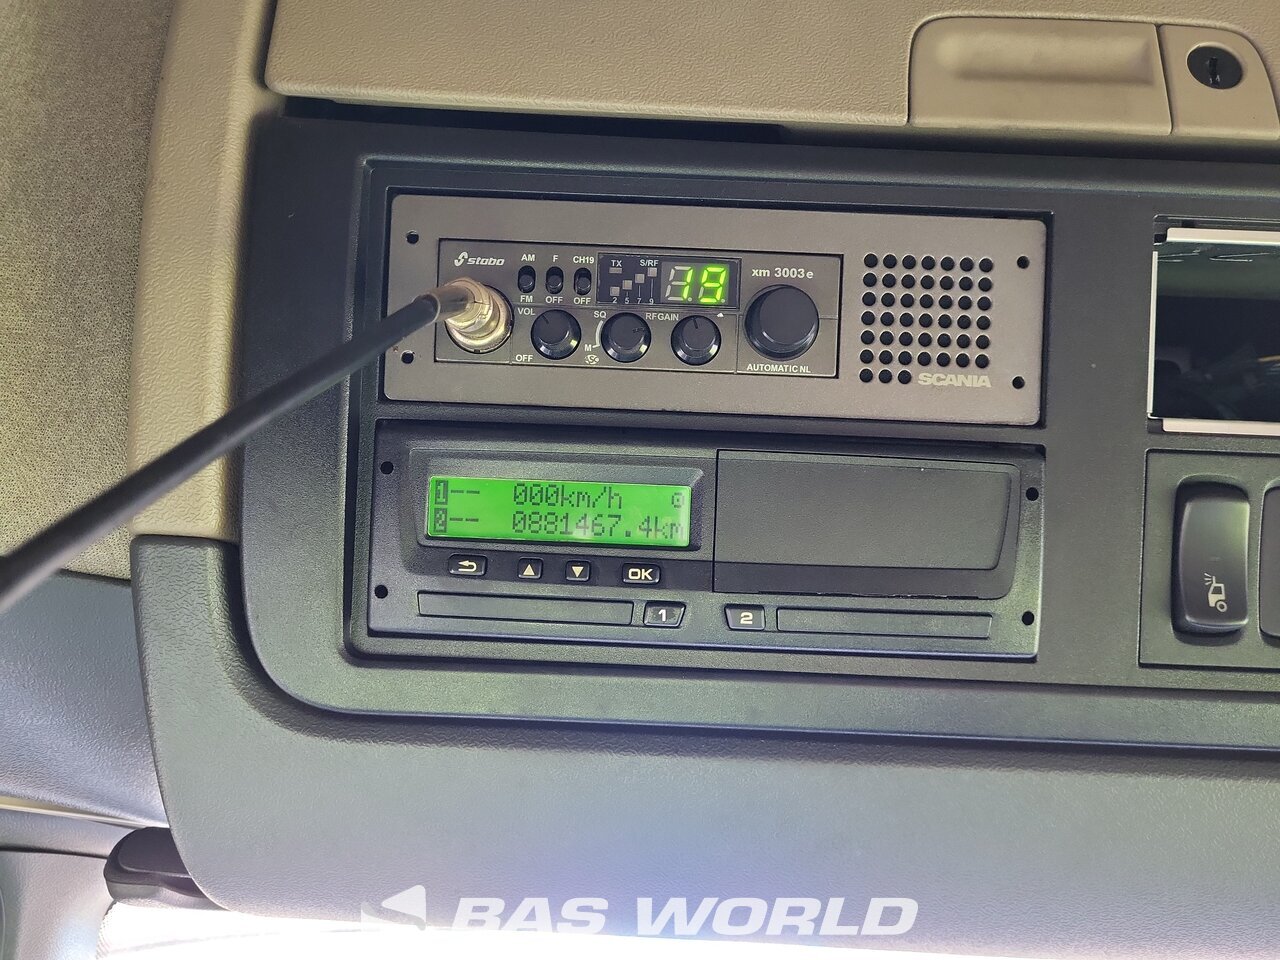 stabo
AM F CH19
FM OFF OFF
TX S/RF
2 5 7 9
19
xm 3003e
VOL SQ RFGAIN
OFF M
AUTOMATIC NL
SCANIA
1-- 000km/h
2-- 0881467.4km
OK
1 2
BAS WORLD